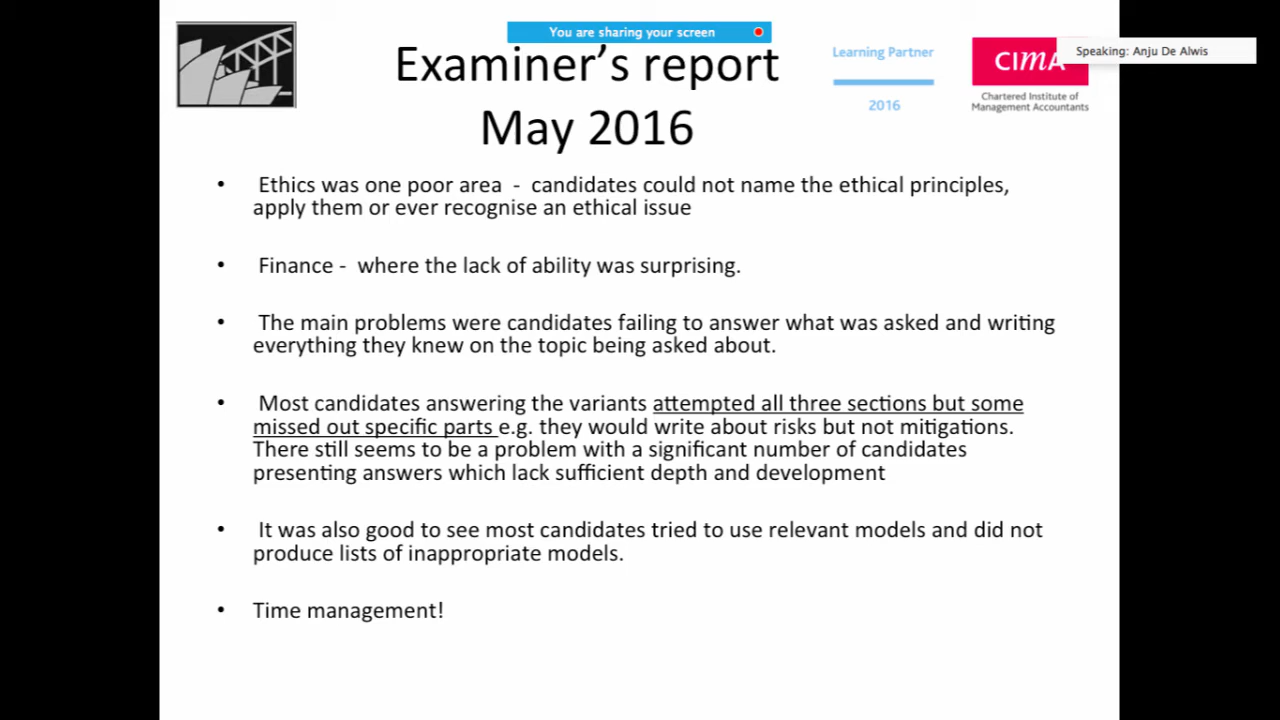 You are sharing your screen
Examiner's report
May 2016
Learning Partner
2016
CIMA
Chartered Institute of
Management Accountants
Speaking: Anju De Alwis
• Ethics was one poor area - candidates could not name the ethical principles,
apply them or ever recognise an ethical issue
• Finance - where the lack of ability was surprising.
• The main problems were candidates failing to answer what was asked and writing
everything they knew on the topic being asked about.
• Most candidates answering the variants attempted all three sections but some
missed out specific parts e.g. they would write about risks but not mitigations.
There still seems to be a problem with a significant number of candidates
presenting answers which lack sufficient depth and development
• It was also good to see most candidates tried to use relevant models and did not
produce lists of inappropriate models.
• Time management!